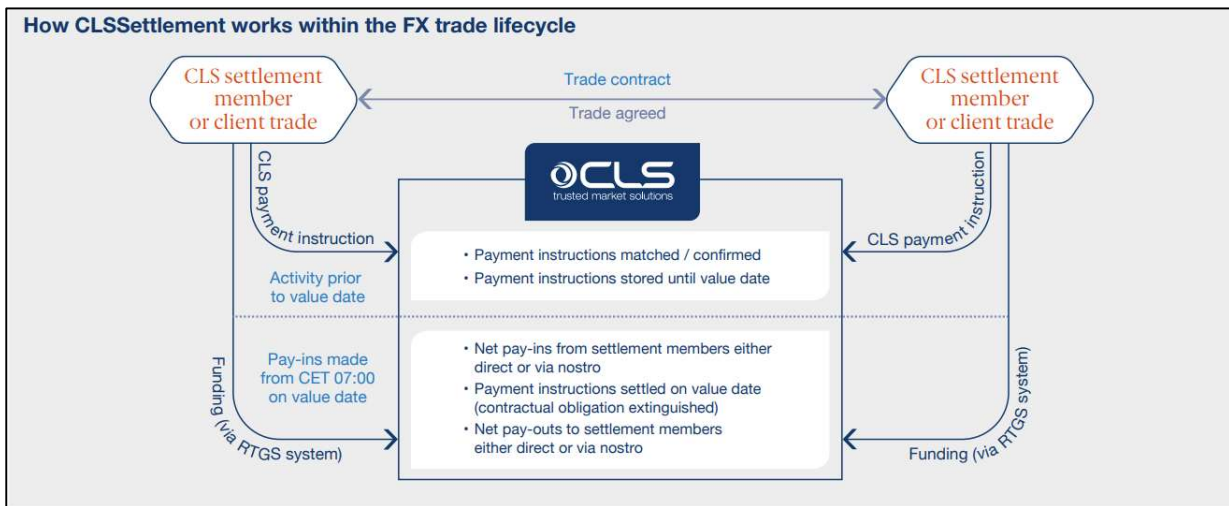 How CLSSettlement works within the FX trade lifecycle
CLS settlement
member
or client trade
Trade contract
Trade agreed
CLS settlement
member
or client trade
CLS
trusted market solutions
CLS payment instruction
CLS payment instruction
• Payment instructions matched / confirmed
• Payment instructions stored until value date
Activity prior
to value date
Pay-ins made
from CET 07:00
on value date
• Net pay-ins from settlement members either
direct or via nostro
• Payment instructions settled on value date
(contractual obligation extinguished)
• Net pay-outs to settlement members
either direct or via nostro
Funding (via RTGS system)
Funding (via RTGS system)